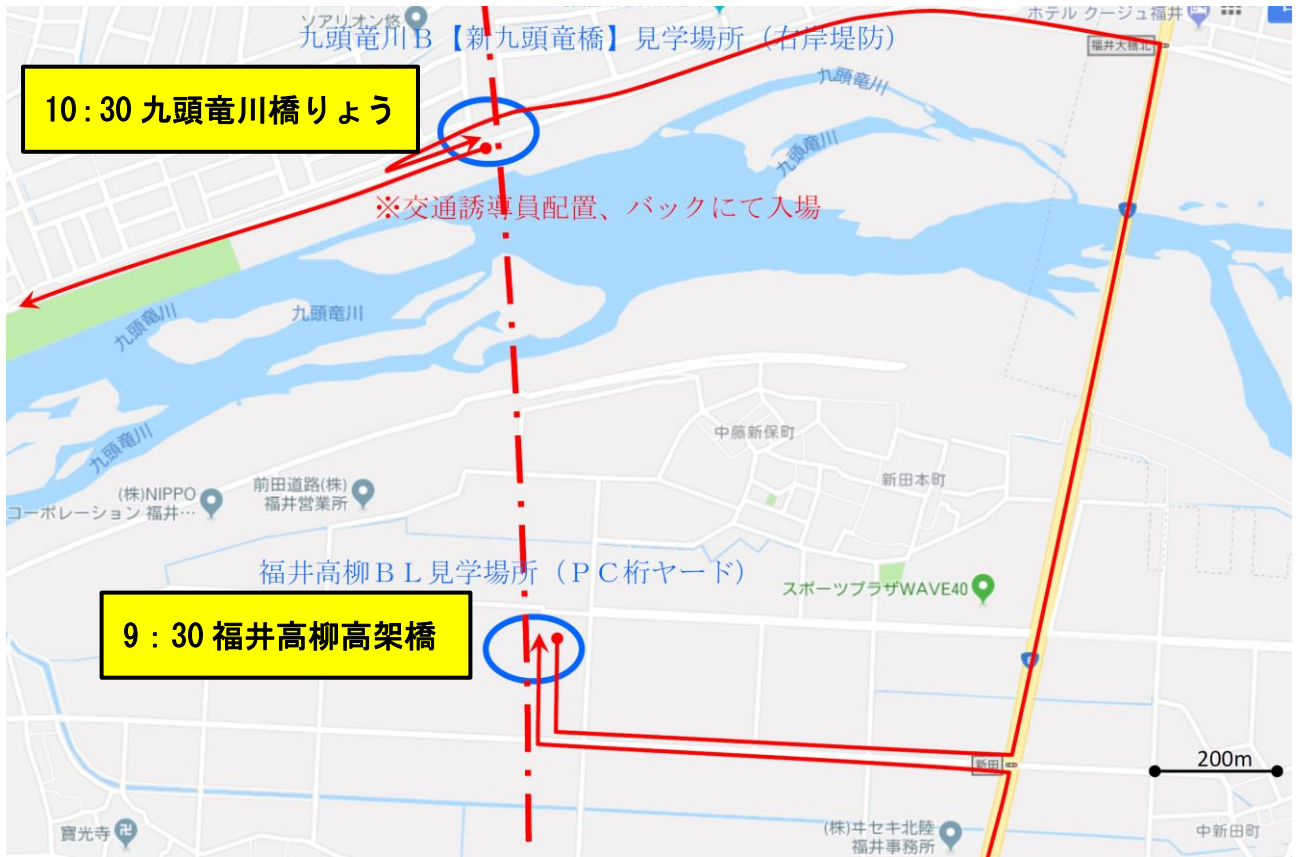 ソアリオン悠
ホテル クージュ福井
九頭竜川B【新九頭竜橋】見学場所（右岸堤防）
福井大橋北
九頭竜川
10:30 九頭竜川橋りょう
九頭竜川
※交通誘導員配置、バックにて入場
九頭竜川
九頭竜川
九頭竜川
中藤新保町
新田本町
(株)NIPPO
コーポレーション 福井…
前田道路(株)
福井営業所
福井高柳BL見学場所（PC桁ヤード）
スポーツプラザWAVE40
9:30 福井高柳高架橋
新田
200m
寶光寺
(株)ヰセキ北陸
福井事務所
中新田町